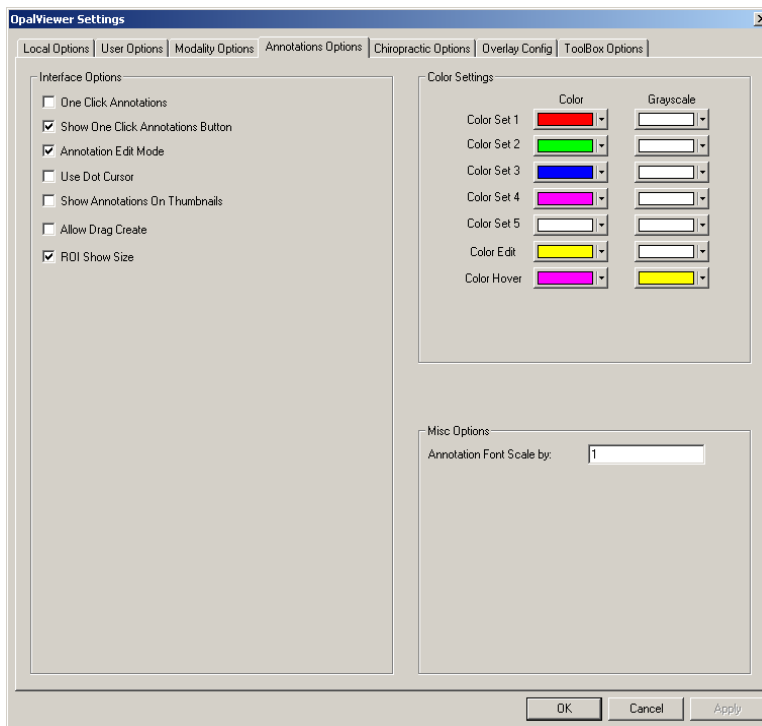 OpalViewer Settings
Local Options User Options Modality Options Annotations Options Chiropractic Options Overlay Config ToolBox Options
Interface Options
One Click Annotations
Show One Click Annotations Button
Annotation Edit Mode
Use Dot Cursor
Show Annotations On Thumbnails
Allow Drag Create
ROI Show Size
Color Settings
Color Grayscale
Color Set 1
Color Set 2
Color Set 3
Color Set 4
Color Set 5
Color Edit
Color Hover
Misc Options
Annotation Font Scale by: 1
OK Cancel Apply